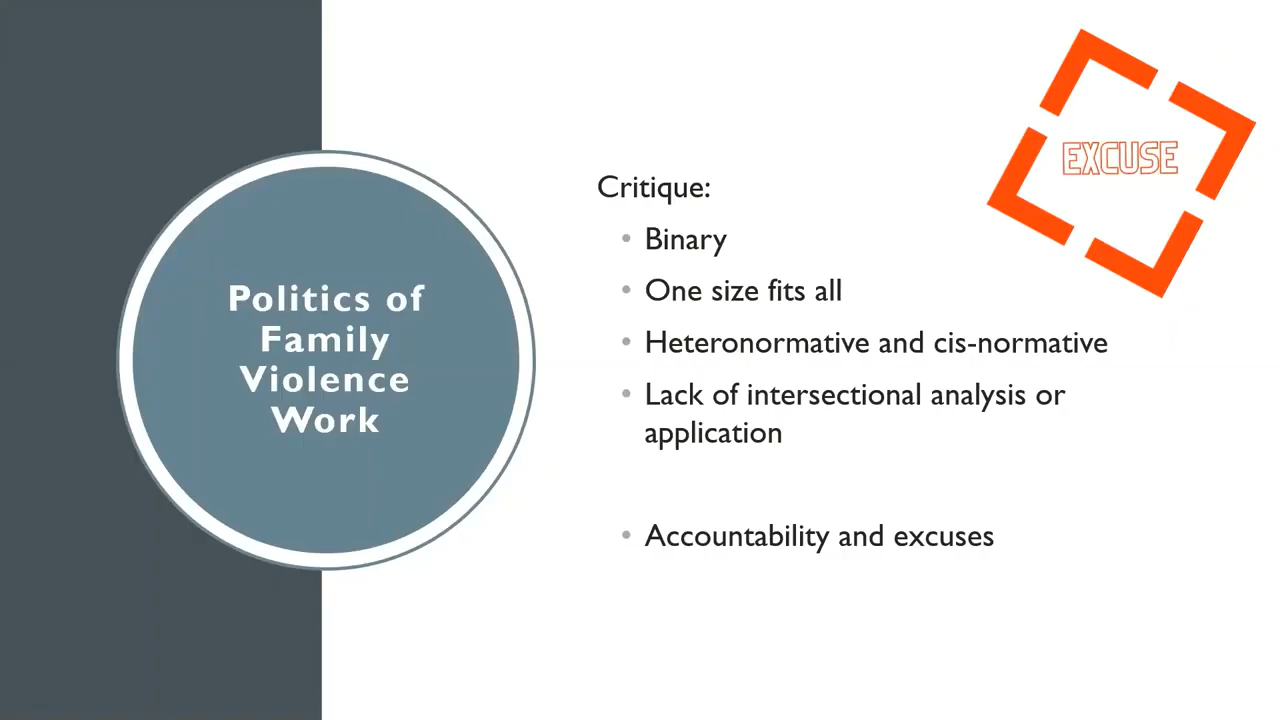 Politics of
Family
Violence
Work
Critique:
• Binary
• One size fits all
• Heteronormative and cis-normative
• Lack of intersectional analysis or
application
• Accountability and excuses
EXCUSE